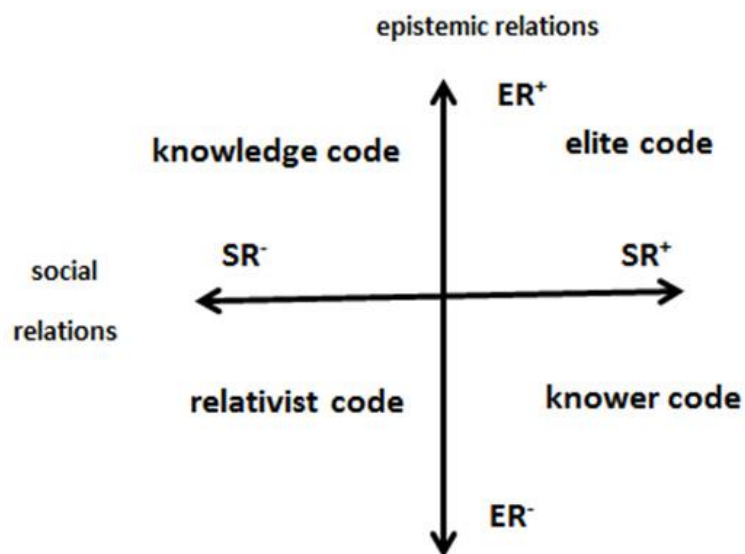 epistemic relations
ER⁺
knowledge code
elite code
SR⁻
SR⁺
social
relations
relativist code
knower code
ER⁻